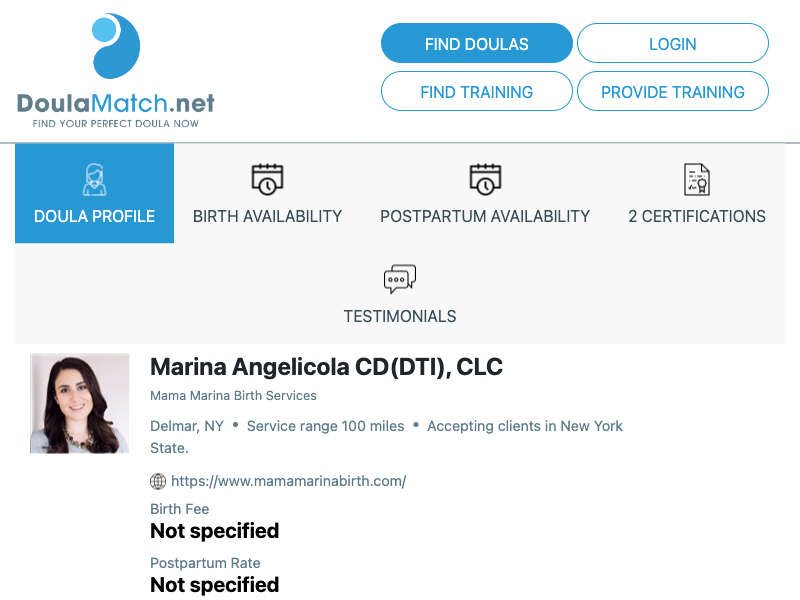 DoulaMatch.net
FIND YOUR PERFECT DOULA NOW
FIND DOULAS
LOGIN
FIND TRAINING
PROVIDE TRAINING
DOULA PROFILE
BIRTH AVAILABILITY
POSTPARTUM AVAILABILITY
2 CERTIFICATIONS
TESTIMONIALS
Marina Angelicola CD(DTI), CLC
Mama Marina Birth Services
Delmar, NY • Service range 100 miles • Accepting clients in New York
State.
https://www.mamamarinabirth.com/
Birth Fee
Not specified
Postpartum Rate
Not specified